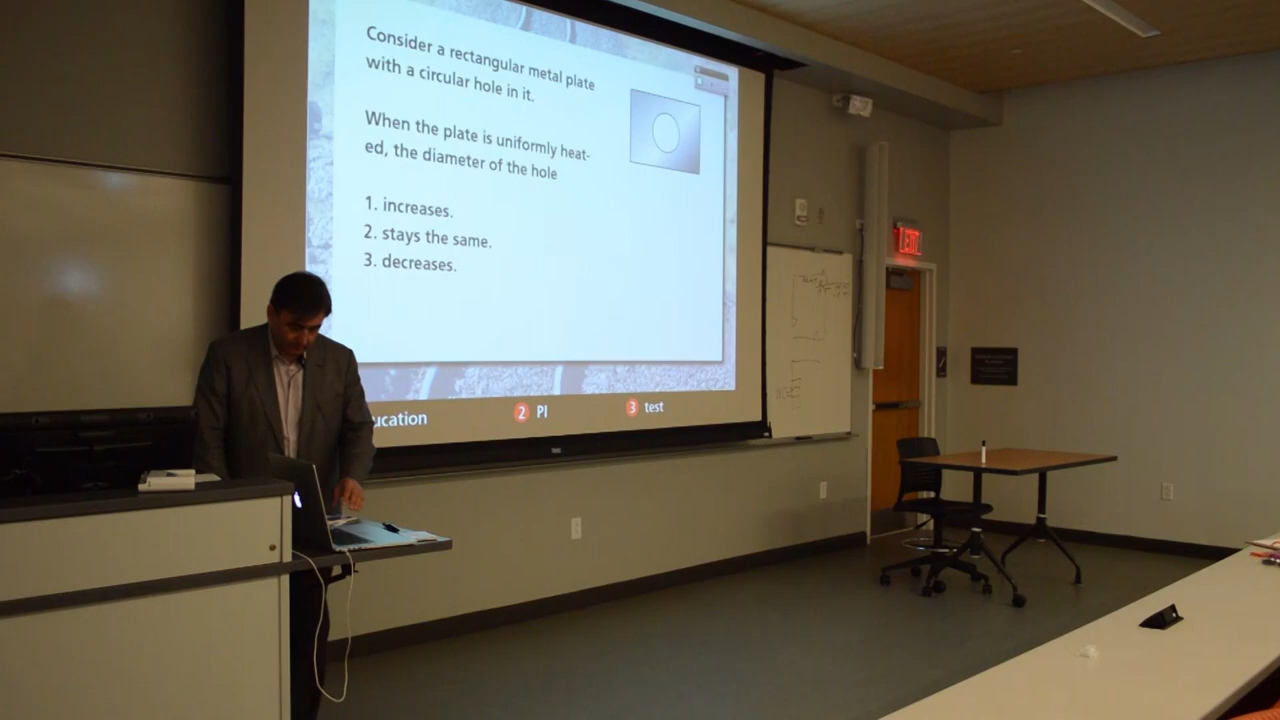 Consider a rectangular metal plate
with a circular hole in it.
When the plate is uniformly heat-
ed, the diameter of the hole
1. increases.
2. stays the same.
3. decreases.
ucation
2 PI
3 test
EXIT